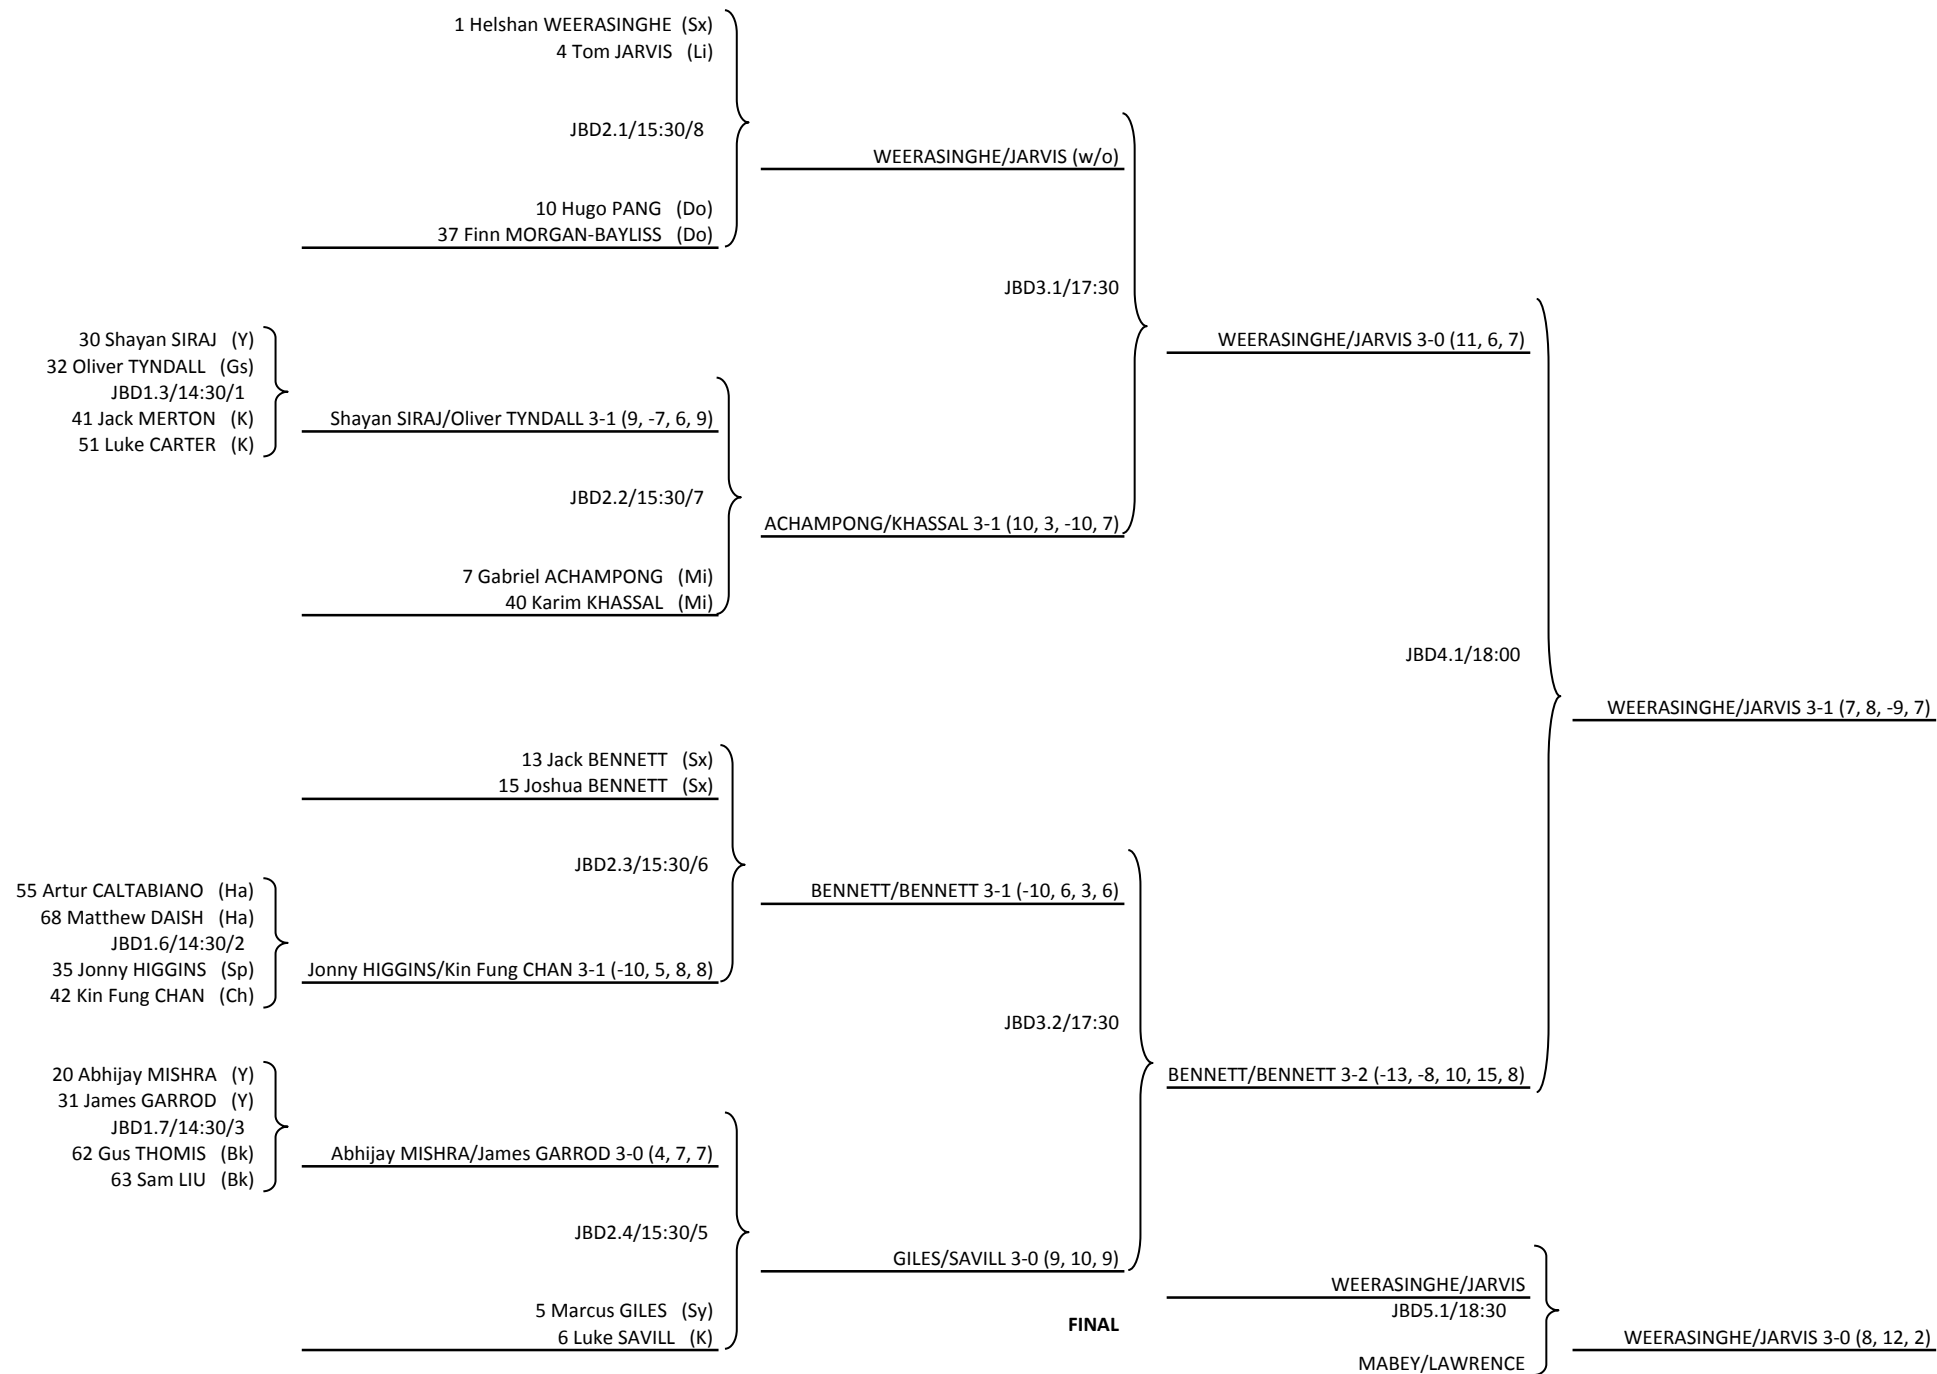 1 Helshan WEERASINGHE (Sx)
4 Tom JARVIS (Li)
JBD2.1/15:30/8
WEERASINGHE/JARVIS (w/o)
10 Hugo PANG (Do)
37 Finn MORGAN-BAYLISS (Do)
JBD3.1/17:30
30 Shayan SIRAJ (Y)
32 Oliver TYNDALL (Gs)
JBD1.3/14:30/1
41 Jack MERTON (K)
51 Luke CARTER (K)
WEERASINGHE/JARVIS 3-0 (11, 6, 7)
Shayan SIRAJ/Oliver TYNDALL 3-1 (9, -7, 6, 9)
JBD2.2/15:30/7
ACHAMPONG/KHASSAL 3-1 (10, 3, -10, 7)
7 Gabriel ACHAMPONG (Mi)
40 Karim KHASSAL (Mi)
JBD4.1/18:00
WEERASINGHE/JARVIS 3-1 (7, 8, -9, 7)
13 Jack BENNETT (Sx)
15 Joshua BENNETT (Sx)
JBD2.3/15:30/6
55 Artur CALTABIANO (Ha)
68 Matthew DAISH (Ha)
JBD1.6/14:30/2
35 Jonny HIGGINS (Sp)
42 Kin Fung CHAN (Ch)
BENNETT/BENNETT 3-1 (-10, 6, 3, 6)
Jonny HIGGINS/Kin Fung CHAN 3-1 (-10, 5, 8, 8)
JBD3.2/17:30
20 Abhijay MISHRA (Y)
31 James GARROD (Y)
JBD1.7/14:30/3
62 Gus THOMIS (Bk)
63 Sam LIU (Bk)
BENNETT/BENNETT 3-2 (-13, -8, 10, 15, 8)
Abhijay MISHRA/James GARROD 3-0 (4, 7, 7)
JBD2.4/15:30/5
GILES/SAVILL 3-0 (9, 10, 9)
5 Marcus GILES (Sy)
6 Luke SAVILL (K)
FINAL
WEERASINGHE/JARVIS
JBD5.1/18:30
WEERASINGHE/JARVIS 3-0 (8, 12, 2)
MABEY/LAWRENCE